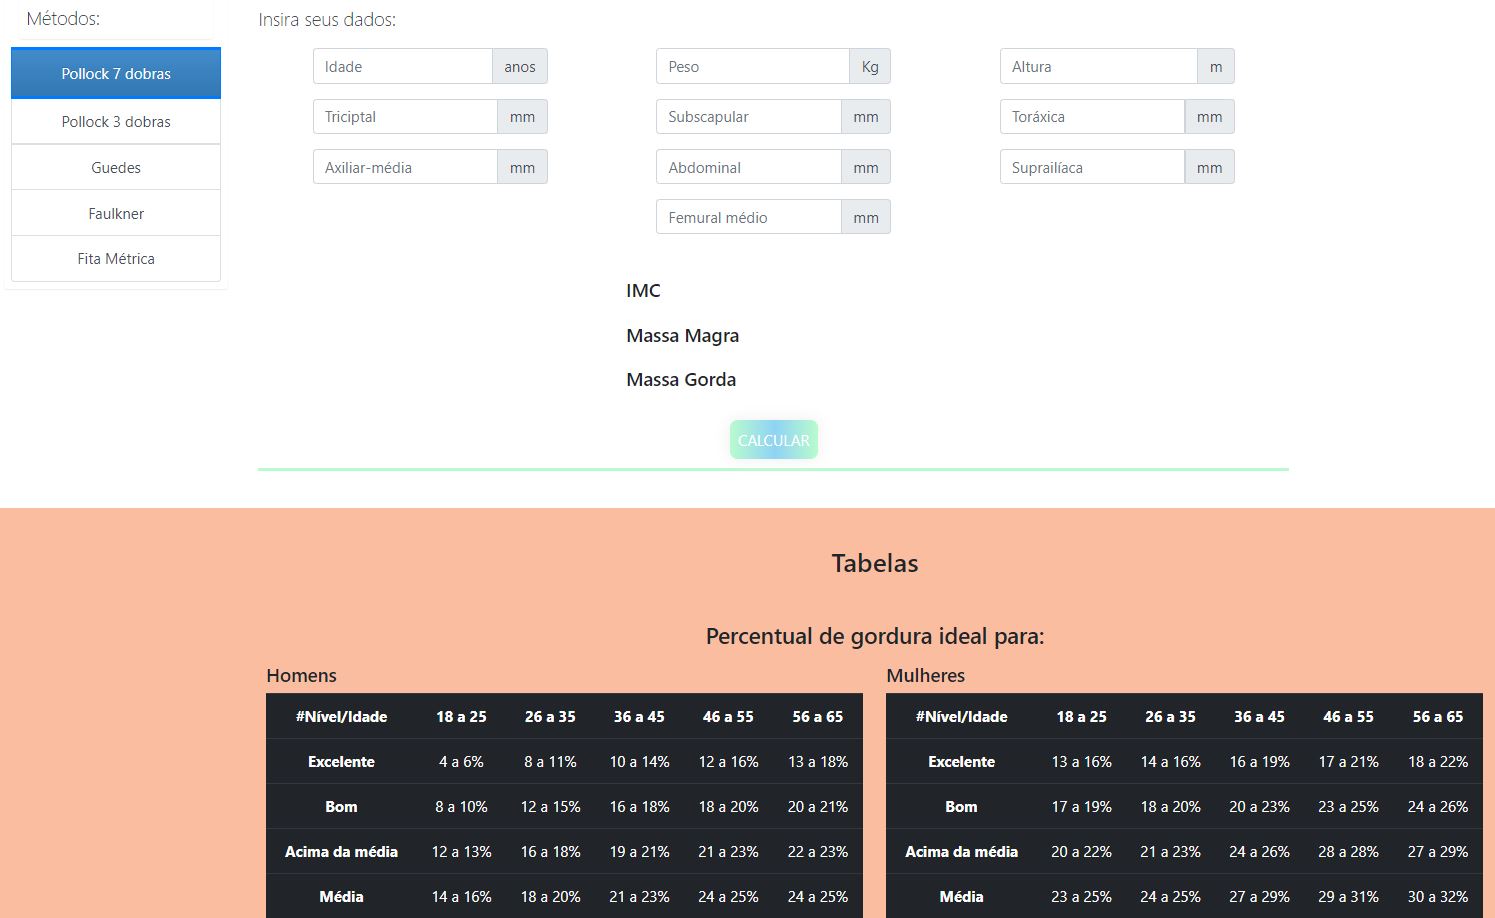 Métodos:
Pollock 7 dobras
Pollock 3 dobras
Guedes
Faulkner
Fita Métrica
Insira seus dados:
Idade anos Peso Kg Altura m
Triciptal mm Subscapular mm Toráxica mm
Axiliar-média mm Abdominal mm Suprailíaca mm
Femural médio mm
IMC
Massa Magra
Massa Gorda
CALCULAR
Tabelas
Percentual de gordura ideal para:
Homens
#Nível/Idade 18 a 25 26 a 35 36 a 45 46 a 55 56 a 65
Excelente 4 a 6% 8 a 11% 10 a 14% 12 a 16% 13 a 18%
Bom 8 a 10% 12 a 15% 16 a 18% 18 a 20% 20 a 21%
Acima da média 12 a 13% 16 a 18% 19 a 21% 21 a 23% 22 a 23%
Média 14 a 16% 18 a 20% 21 a 23% 24 a 25% 24 a 25%
Mulheres
#Nível/Idade 18 a 25 26 a 35 36 a 45 46 a 55 56 a 65
Excelente 13 a 16% 14 a 16% 16 a 19% 17 a 21% 18 a 22%
Bom 17 a 19% 18 a 20% 20 a 23% 23 a 25% 24 a 26%
Acima da média 20 a 22% 21 a 23% 24 a 26% 28 a 28% 27 a 29%
Média 23 a 25% 24 a 25% 27 a 29% 29 a 31% 30 a 32%